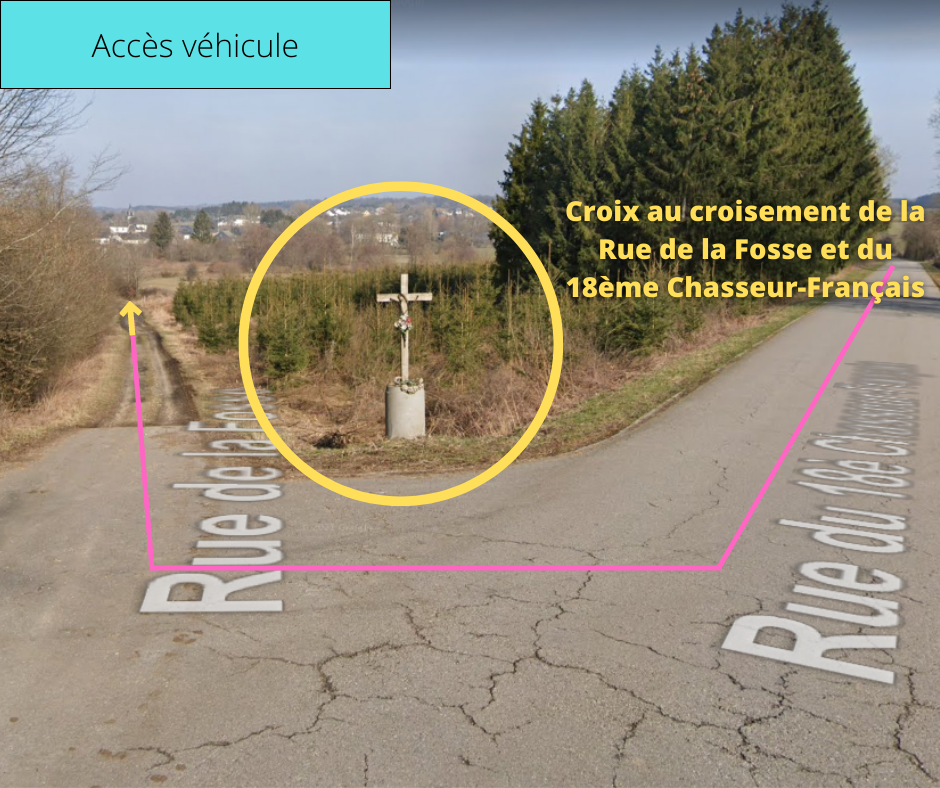 Accès véhicule
Croix au croisement de la
Rue de la Fosse et du
18ème Chasseur-Français
Rue de la
Rue du 18è